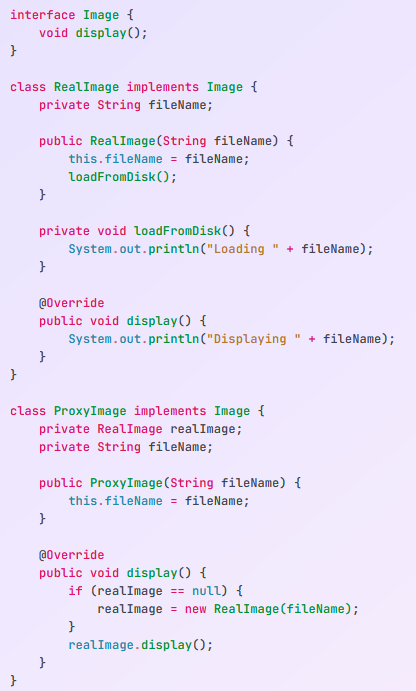 interface Image {
    void display();
}

class RealImage implements Image {
    private String fileName;

    public RealImage(String fileName) {
        this.fileName = fileName;
        loadFromDisk();
    }

    private void loadFromDisk() {
        System.out.println("Loading " + fileName);
    }

    @Override
    public void display() {
        System.out.println("Displaying " + fileName);
    }
}

class ProxyImage implements Image {
    private RealImage realImage;
    private String fileName;

    public ProxyImage(String fileName) {
        this.fileName = fileName;
    }

    @Override
    public void display() {
        if (realImage == null) {
            realImage = new RealImage(fileName);
        }
        realImage.display();
    }
}